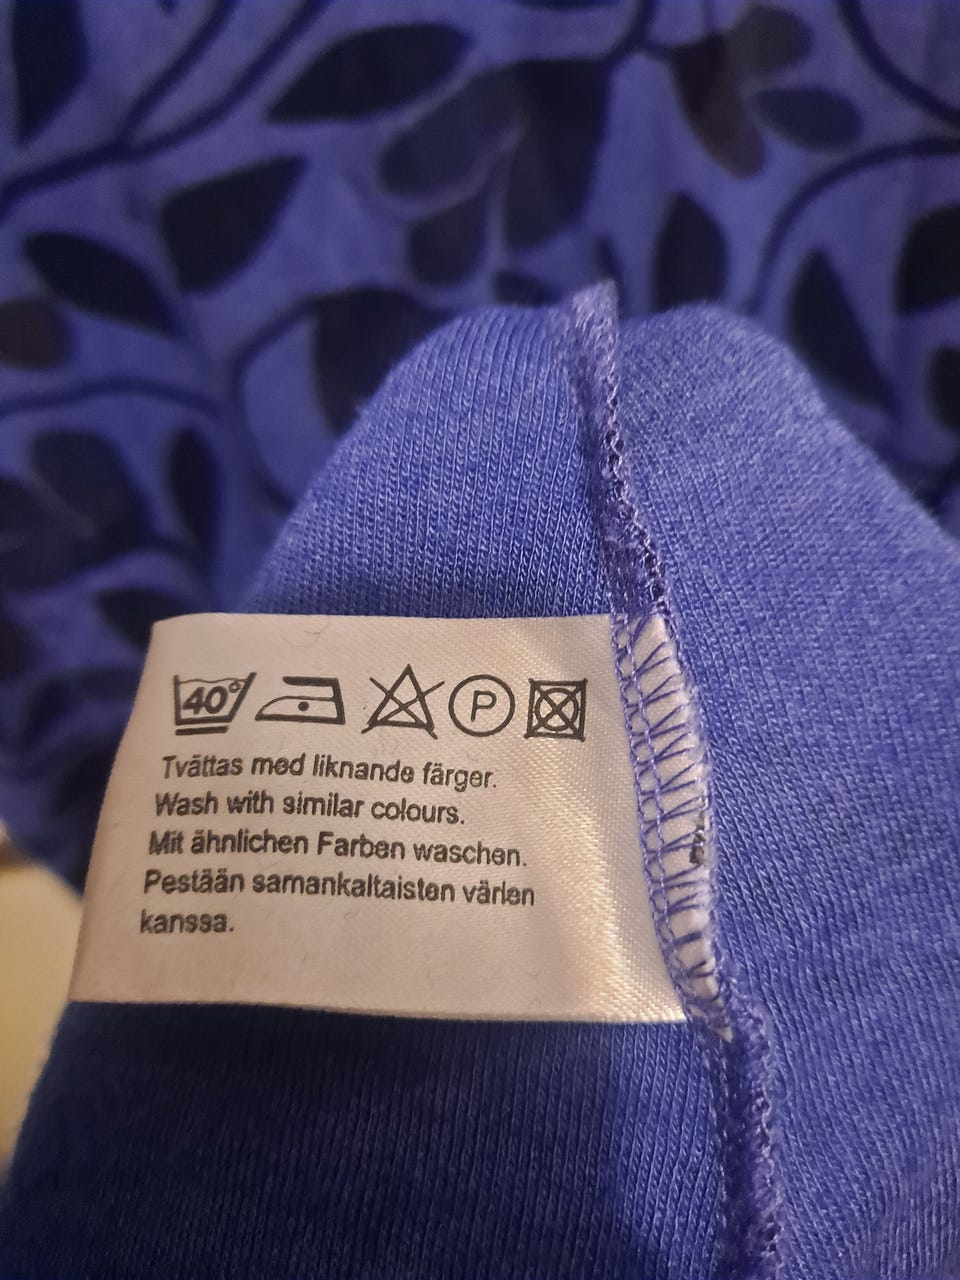 40°
P
Tvättas med liknande färger.
Wash with similar colours.
Mit ähnlichen Farben waschen.
Pestään samankaltaisten värien
kanssa.